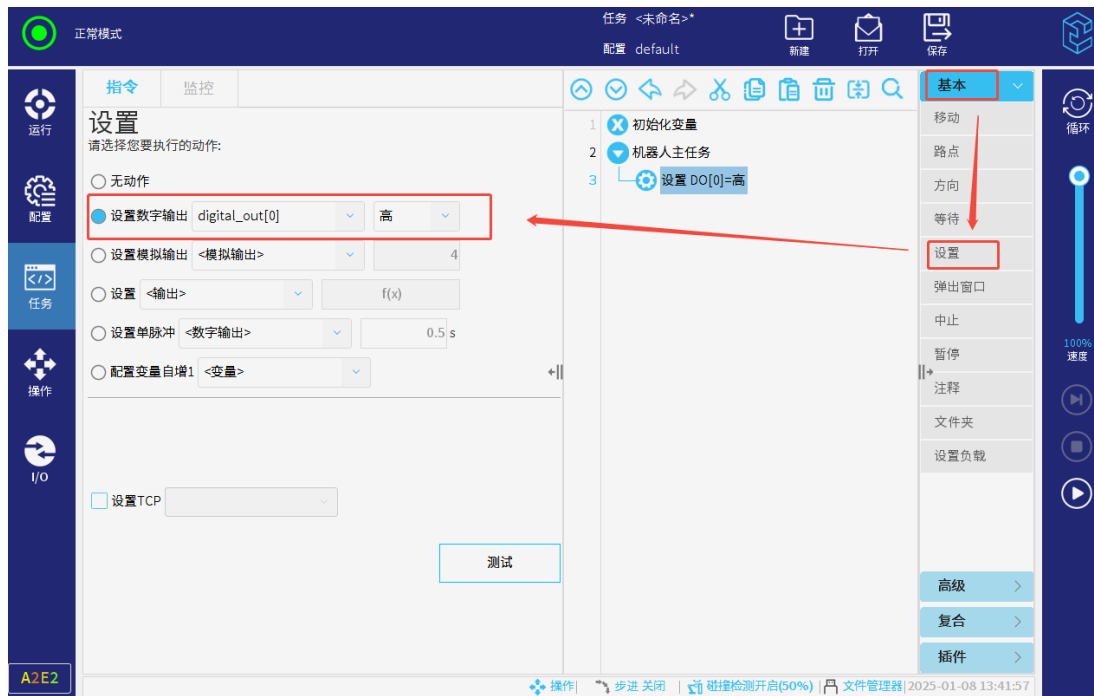 正常模式
任务 <未命名>*
配置 default
新建
打开
保存
运行
配置
任务
操作
I/O
A2E2
指令
监控
设置
请选择您要执行的动作:
无动作
设置数字输出 digital_out[0] 高
设置模拟输出 <模拟输出> 4
设置 <输出> f(x)
设置单脉冲 <数字输出> 0.5 s
配置变量自增1 <变量>
设置TCP
测试
1 初始化变量
2 机器人主任务
3 设置 DO[0]=高
基本
移动
路点
方向
等待
设置
弹出窗口
中止
暂停
注释
文件夹
设置负载
高级
复合
插件
循环
100%
速度
操作 步进 关闭 碰撞检测开启(50%) 文件管理器 2025-01-08 13:41:57